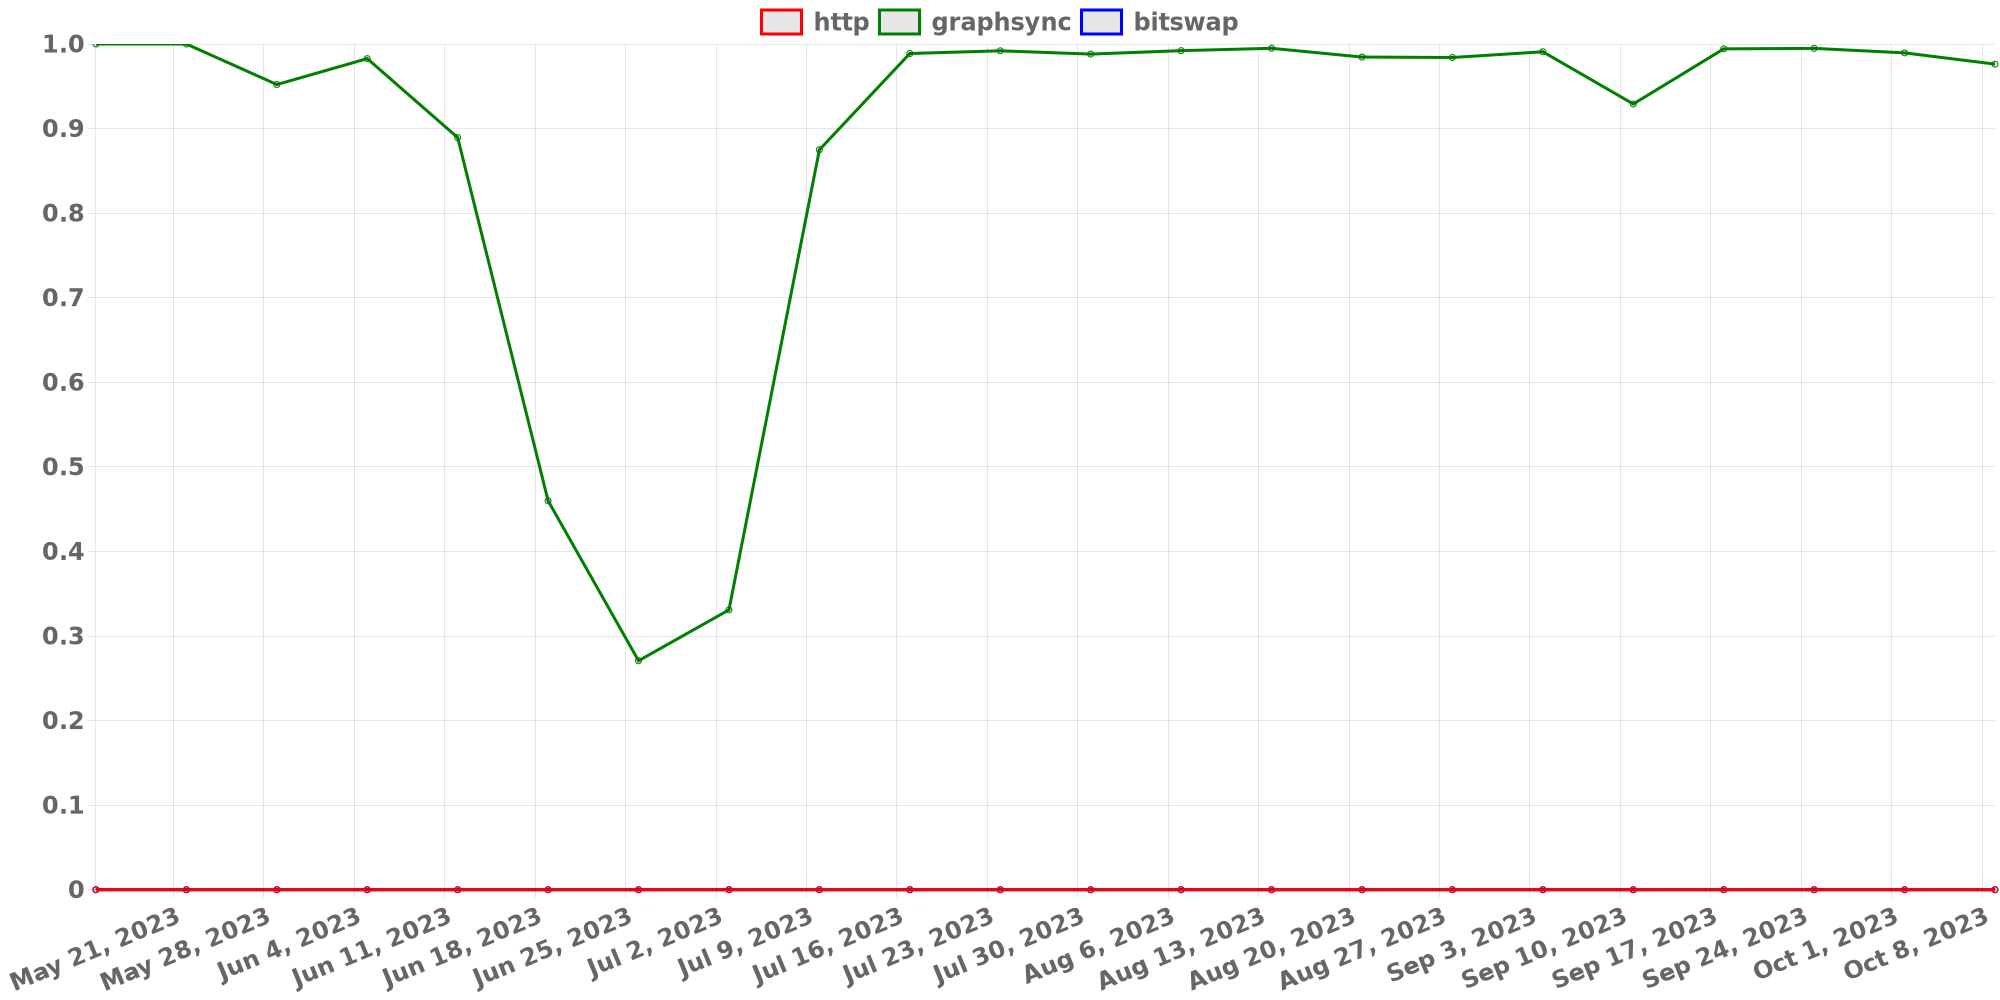 http graphsync bitswap
1.0
0.9
0.8
0.7
0.6
0.5
0.4
0.3
0.2
0.1
0
May 21, 2023
May 28, 2023
Jun 4, 2023
Jun 11, 2023
Jun 18, 2023
Jun 25, 2023
Jul 2, 2023
Jul 9, 2023
Jul 16, 2023
Jul 23, 2023
Jul 30, 2023
Aug 6, 2023
Aug 13, 2023
Aug 20, 2023
Aug 27, 2023
Sep 3, 2023
Sep 10, 2023
Sep 17, 2023
Sep 24, 2023
Oct 1, 2023
Oct 8, 2023